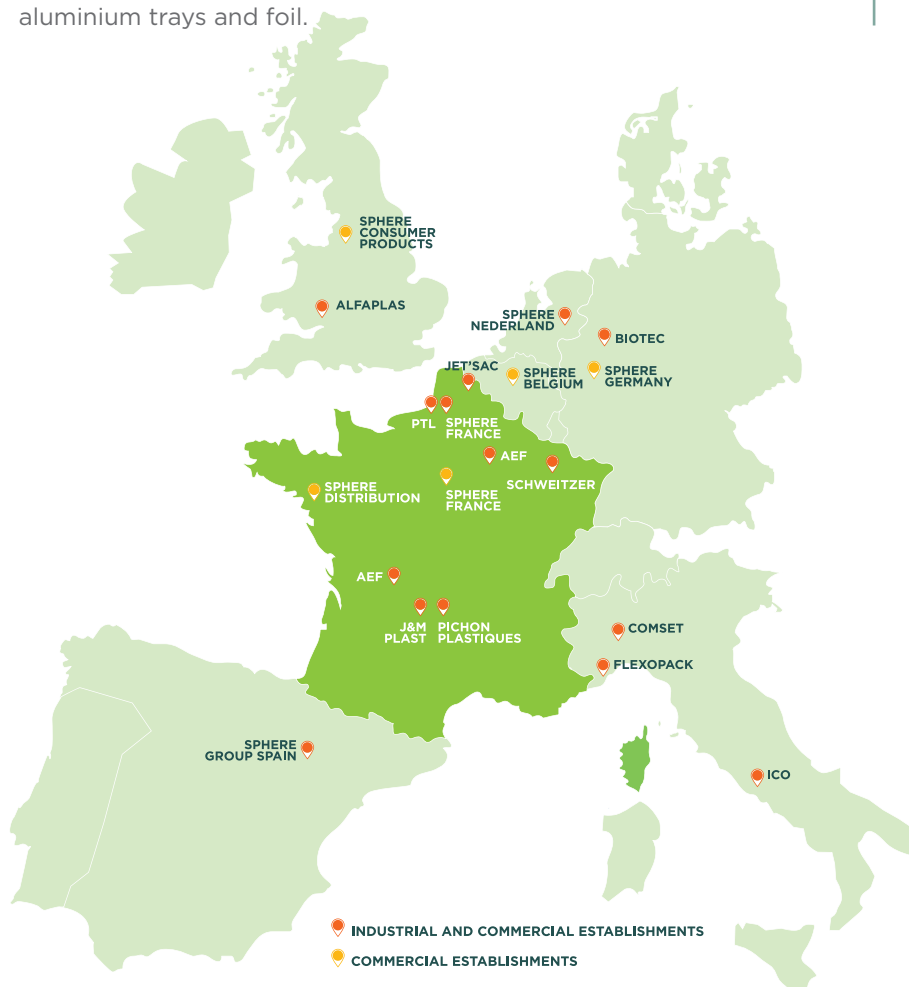 aluminium trays and foil.
SPHERE
CONSUMER
PRODUCTS
ALFAPLAS
SPHERE
NEDERLAND
BIOTEC
JET'SAC
SPHERE
BELGIUM
SPHERE
GERMANY
PTL
SPHERE
FRANCE
AEF
SCHWEITZER
SPHERE
DISTRIBUTION
SPHERE
FRANCE
AEF
J&M
PLAST
PICHON
PLASTIQUES
COMSET
FLEXOPACK
SPHERE
GROUP SPAIN
ICO
INDUSTRIAL AND COMMERCIAL ESTABLISHMENTS
COMMERCIAL ESTABLISHMENTS